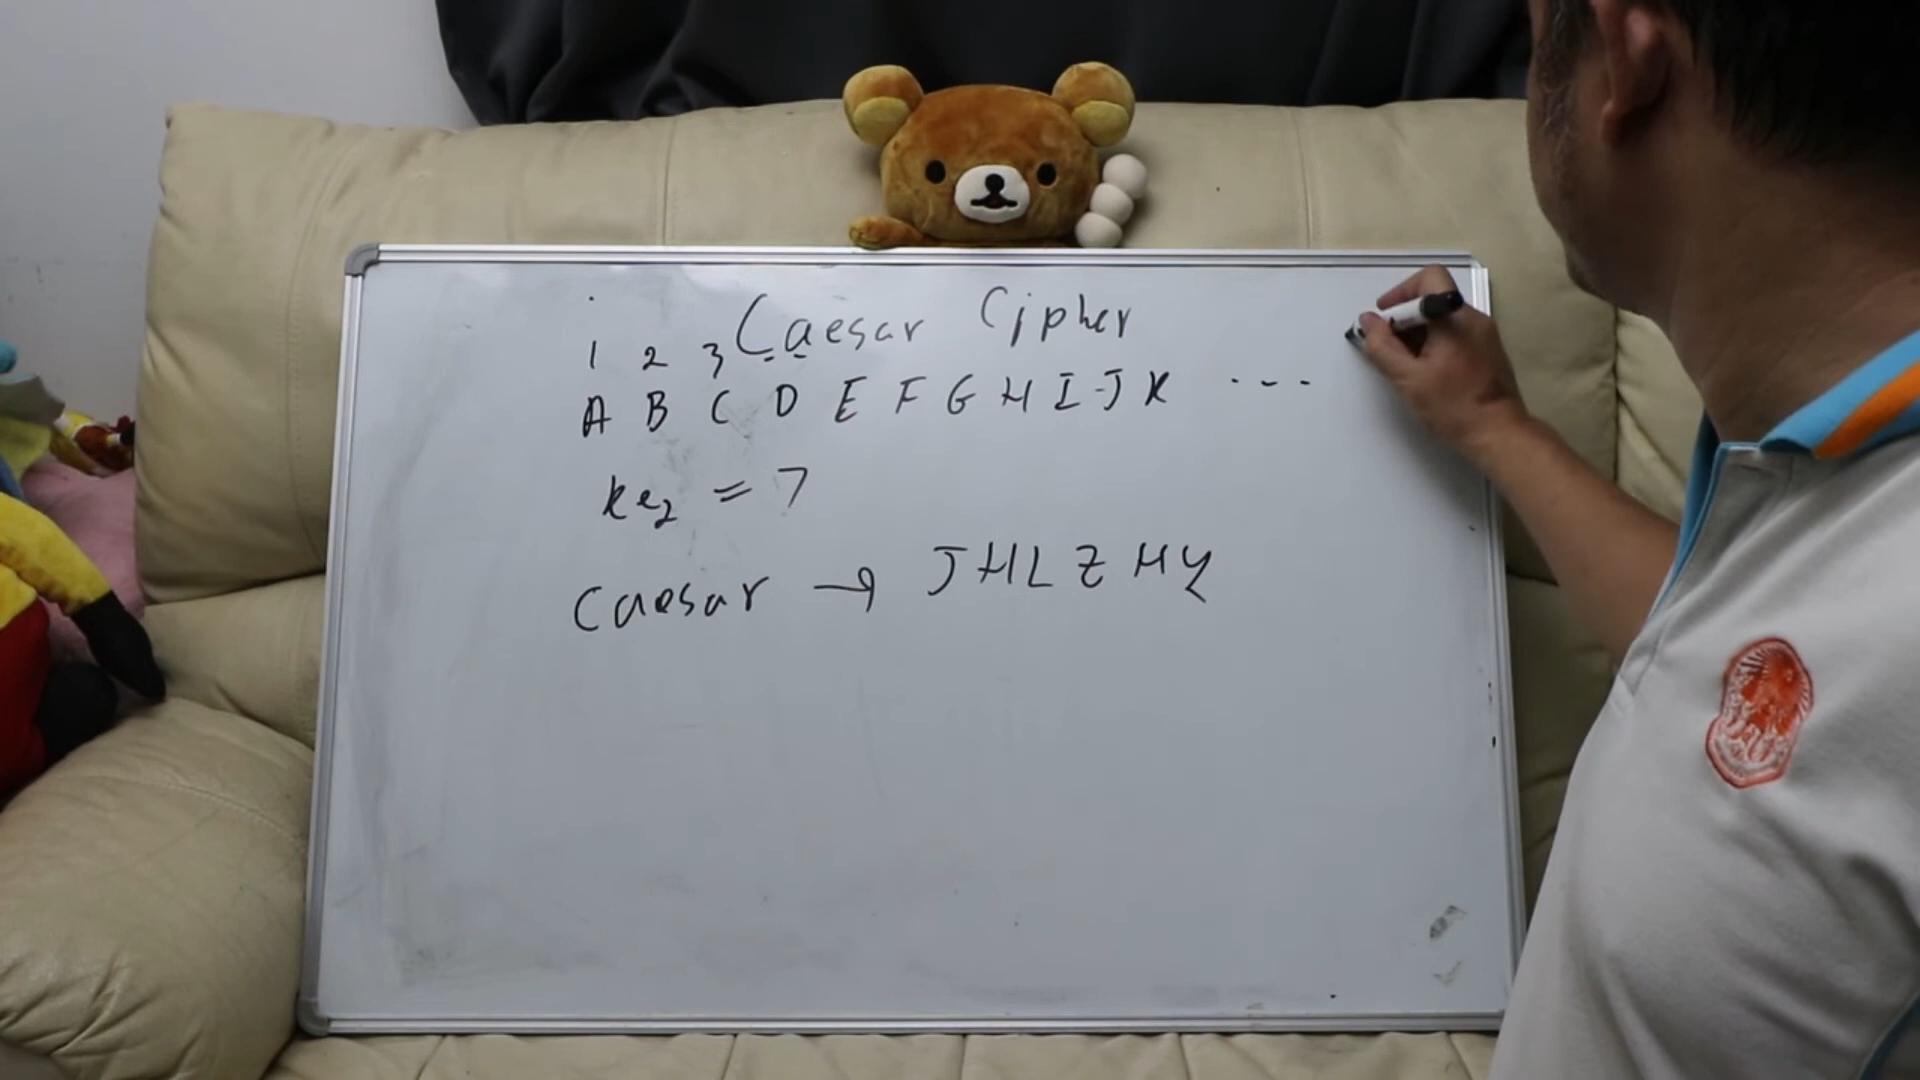 Caesar Cipher
1 2 3
A B C D E F G H I J K ...
key = 7
Caesar → JHLZHY